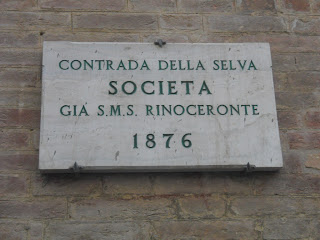 CONTRADA DELLA SELVA
SOCIETA
GIÀ S.M.S. RINOCERONTE
1876